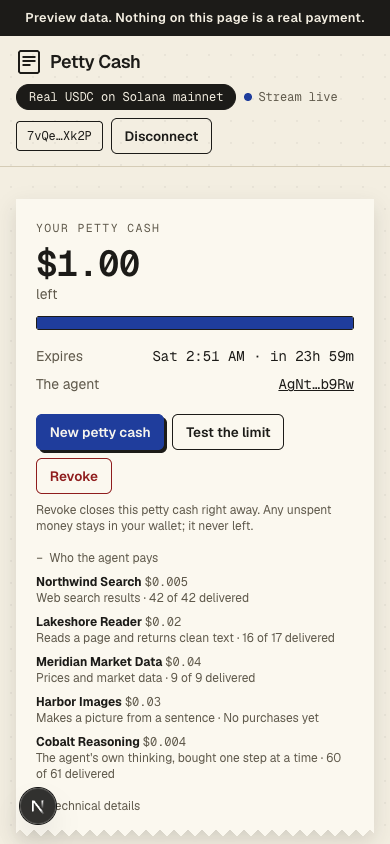 Preview data. Nothing on this page is a real payment.
Petty Cash
Real USDC on Solana mainnet
Stream live
7vQe…Xk2P
Disconnect
YOUR PETTY CASH
$1.00
left
Expires
Sat 2:51 AM · in 23h 59m
The agent
AgNt…b9Rw
New petty cash
Test the limit
Revoke
Revoke closes this petty cash right away. Any unspent
money stays in your wallet; it never left.
– Who the agent pays
Northwind Search $0.005
Web search results · 42 of 42 delivered
Lakeshore Reader $0.02
Reads a page and returns clean text · 16 of 17 delivered
Meridian Market Data $0.04
Prices and market data · 9 of 9 delivered
Harbor Images $0.03
Makes a picture from a sentence · No purchases yet
Cobalt Reasoning $0.004
The agent's own thinking, bought one step at a time · 60
of 61 delivered
N
echnical details